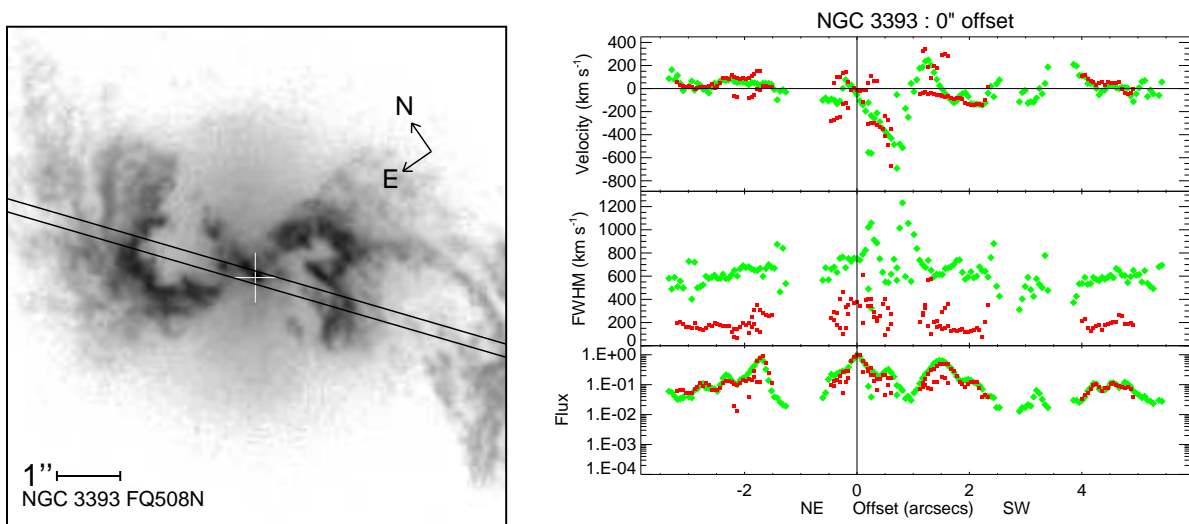 N
E
1’’
NGC 3393 FQ508N
NGC 3393 : 0" offset
400
200
0
-200
-400
-600
-800
Velocity (km s-1)
1200
1000
800
600
400
200
0
FWHM (km s-1)
1.E+00
1.E-01
1.E-02
1.E-03
1.E-04
Flux
-2 0 2 4
NE Offset (arcsecs) SW